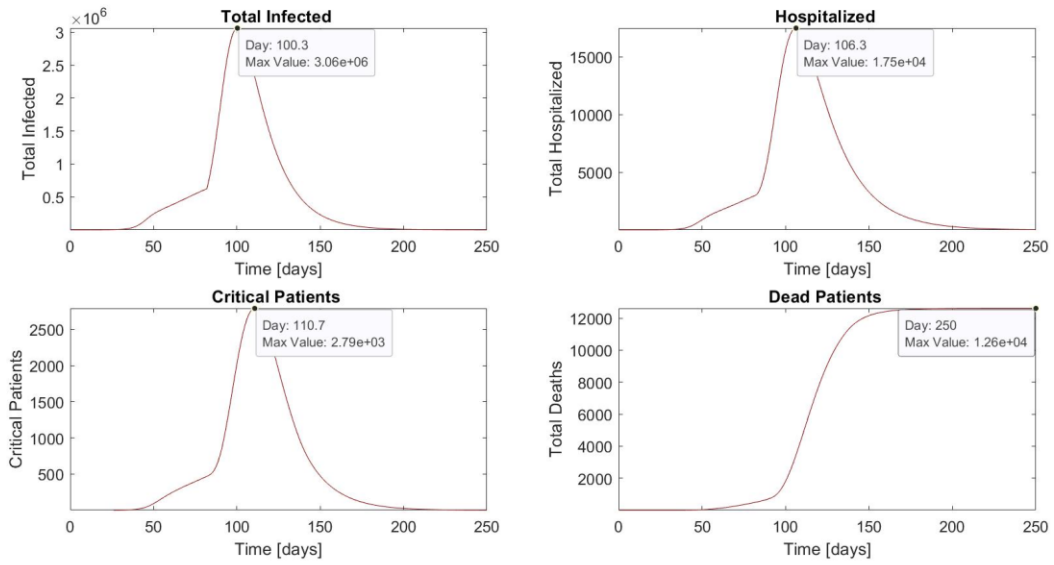 Total Infected
×10⁶
3
2.5
2
1.5
1
0.5
Total Infected
Day: 100.3
Max Value: 3.06e+06
0 50 100 150 200 250
Time [days]
Hospitalized
15000
10000
5000
Total Hospitalized
Day: 106.3
Max Value: 1.75e+04
0 50 100 150 200 250
Time [days]
Critical Patients
2500
2000
1500
1000
500
Critical Patients
Day: 110.7
Max Value: 2.79e+03
0 50 100 150 200 250
Time [days]
Dead Patients
12000
10000
8000
6000
4000
2000
Total Deaths
Day: 250
Max Value: 1.26e+04
0 50 100 150 200 250
Time [days]